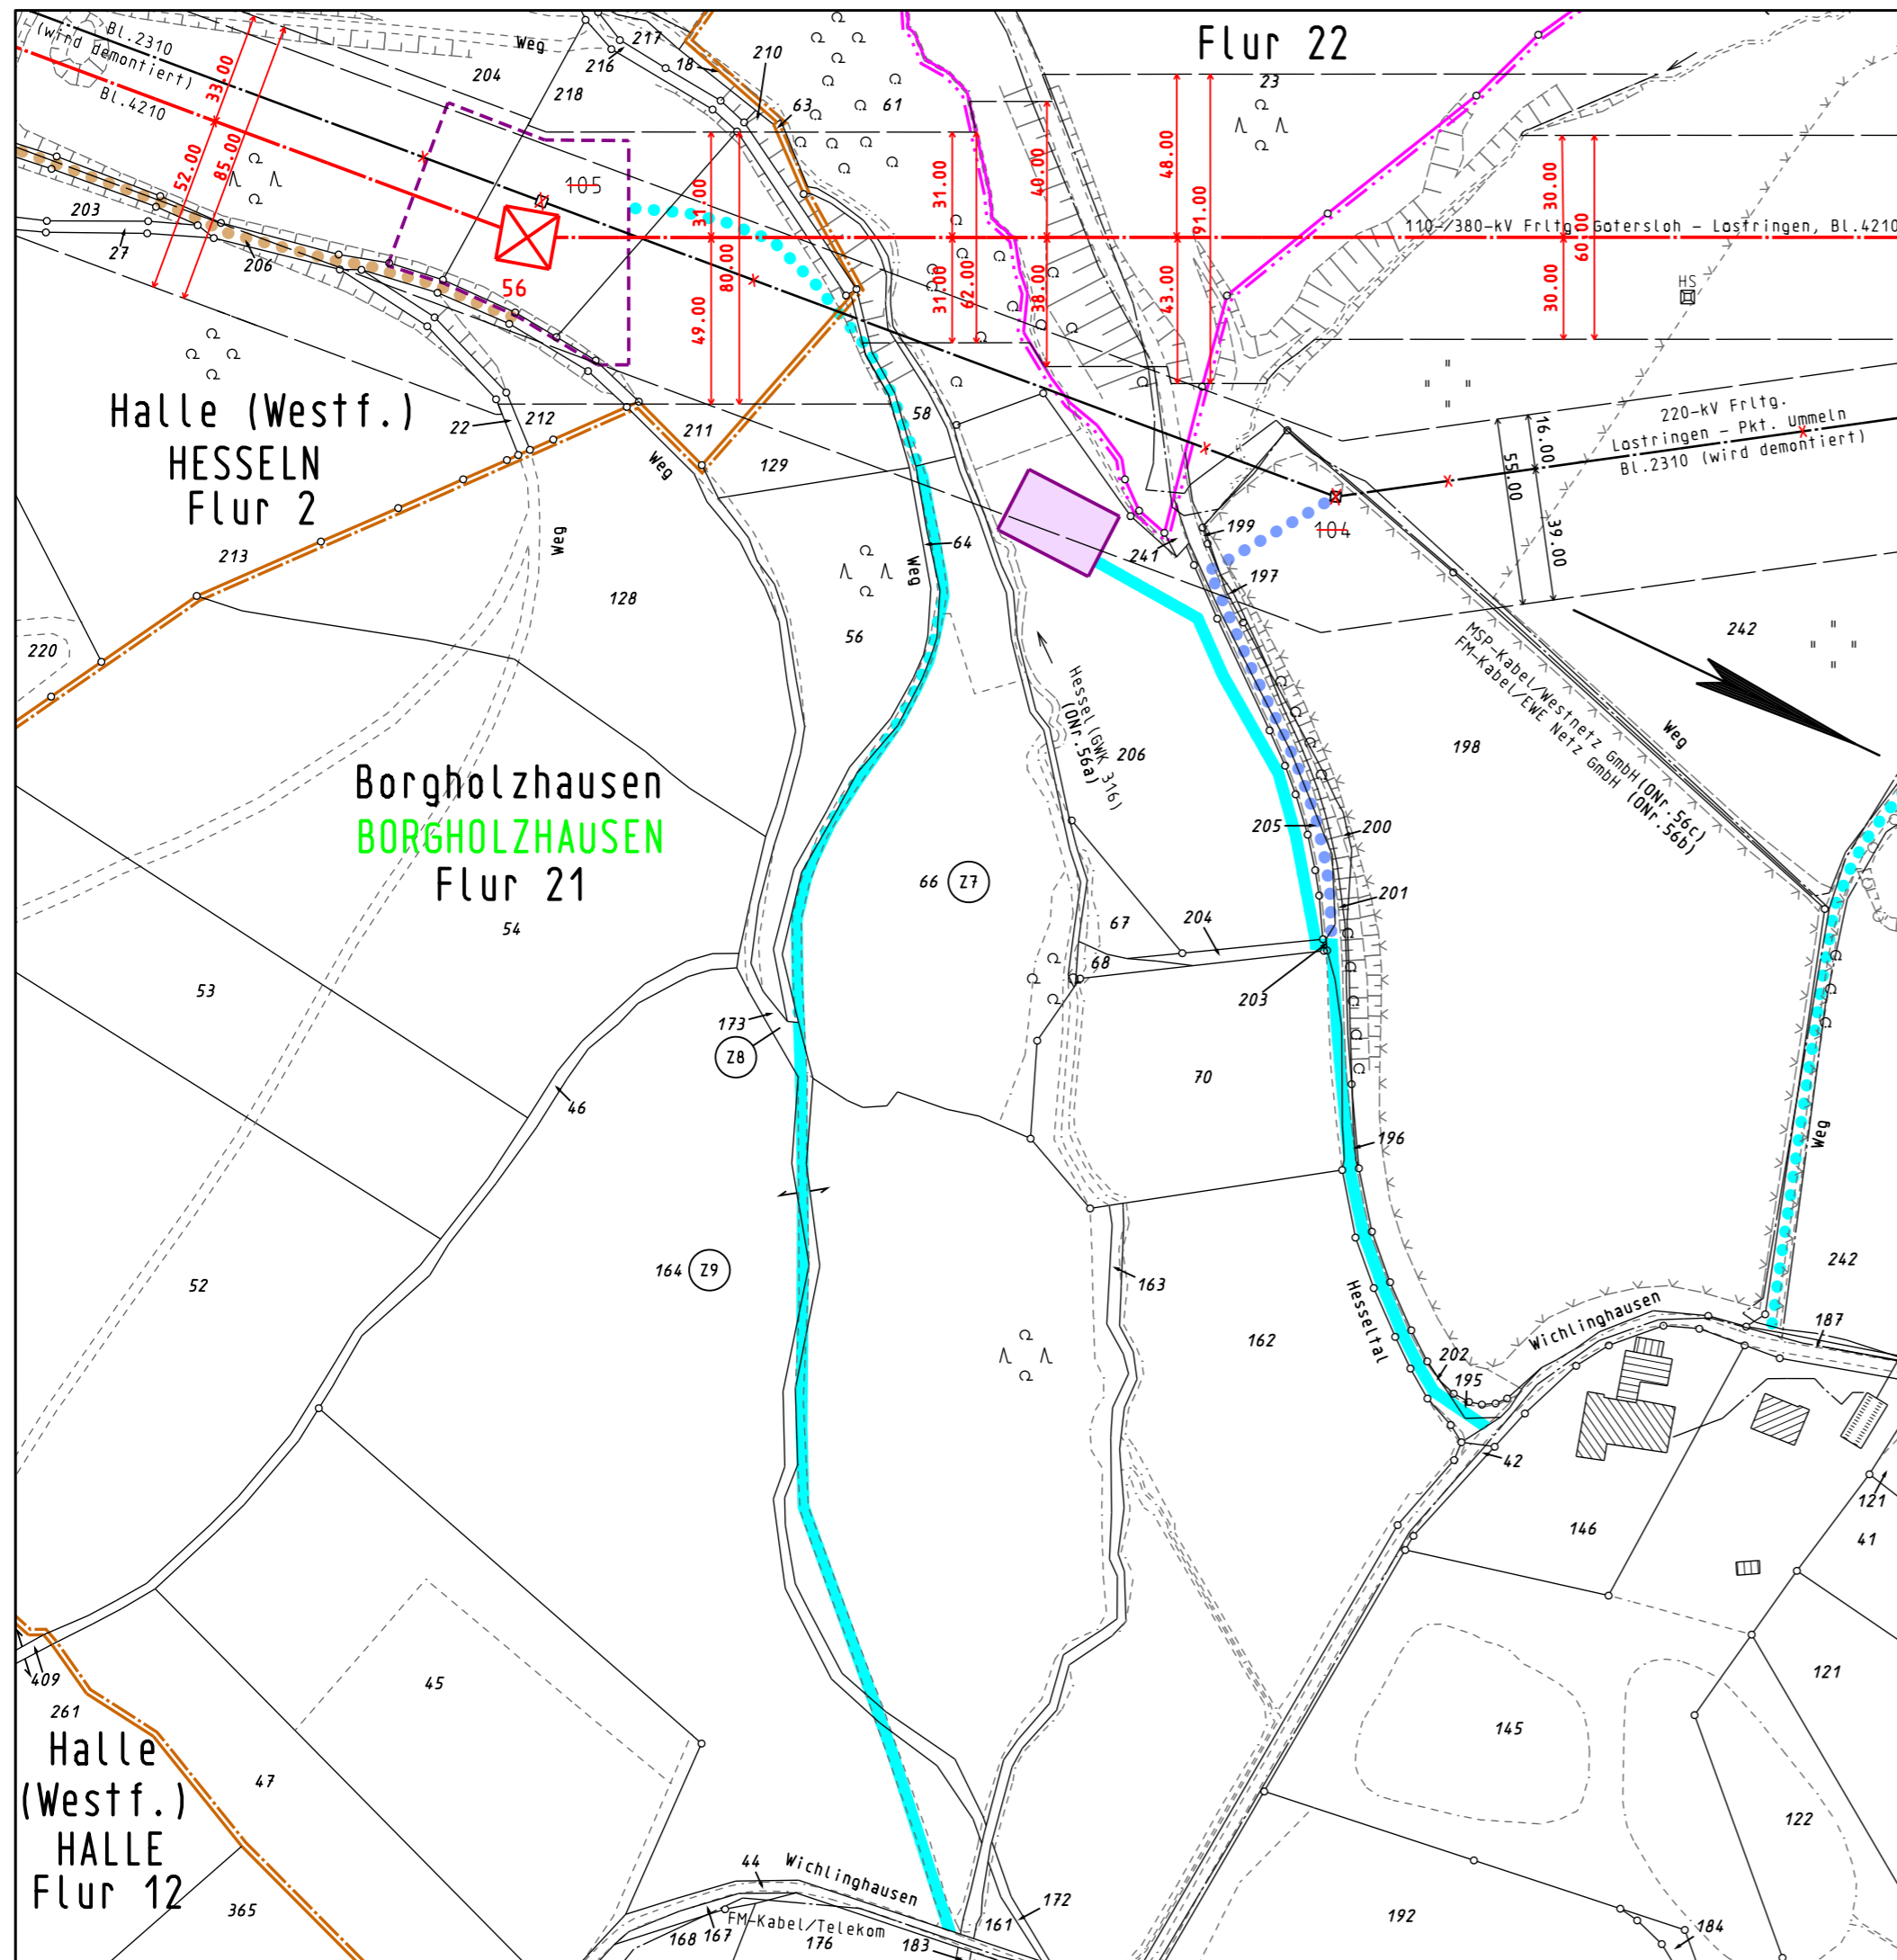 Bl.2310
(wird demontiert)
Bl.4210
33.00
52.00
85.00
Weg
217
216
18
210
204
218
63
61
105
203
27
206
56
31.00
80.00
49.00
31.00
31.00
62.00
40.00
38.00
48.00
91.00
43.00
Flur 22
23
30.00
60.00
30.00
110-/380-kV Frltg. Gütersloh - Lüstringen, Bl.4210
HS
220-kV Frltg.
Lüstringen - Pkt. Ummeln
Bl.2310 (wird demontiert)
16.00
55.00
39.00
Halle (Westf.)
HESSELN
Flur 2
22
212
211
129
58
Weg
Weg
Weg
213
220
128
56
64
241
199
104
197
242
MSP-Kabel/Westnetz GmbH(ONr.56c)
FM-Kabel/EWE Netz GmbH (ONr.56b)
Weg
Hessel(GWK 316)
(ONr.56a)
206
198
Borgholzhausen
BORGHOLZHAUSEN
Flur 21
54
53
52
66
Z7
205
200
201
67
204
68
203
173
Z8
46
70
196
Weg
164
Z9
163
162
Hesseltal
Wichlinghausen
242
187
202
195
42
146
121
41
409
261
45
47
Halle
(Westf.)
HALLE
Flur 12
365
145
121
122
44
Wichlinghausen
FM-Kabel/Telekom
168
167
176
183
161
172
192
184